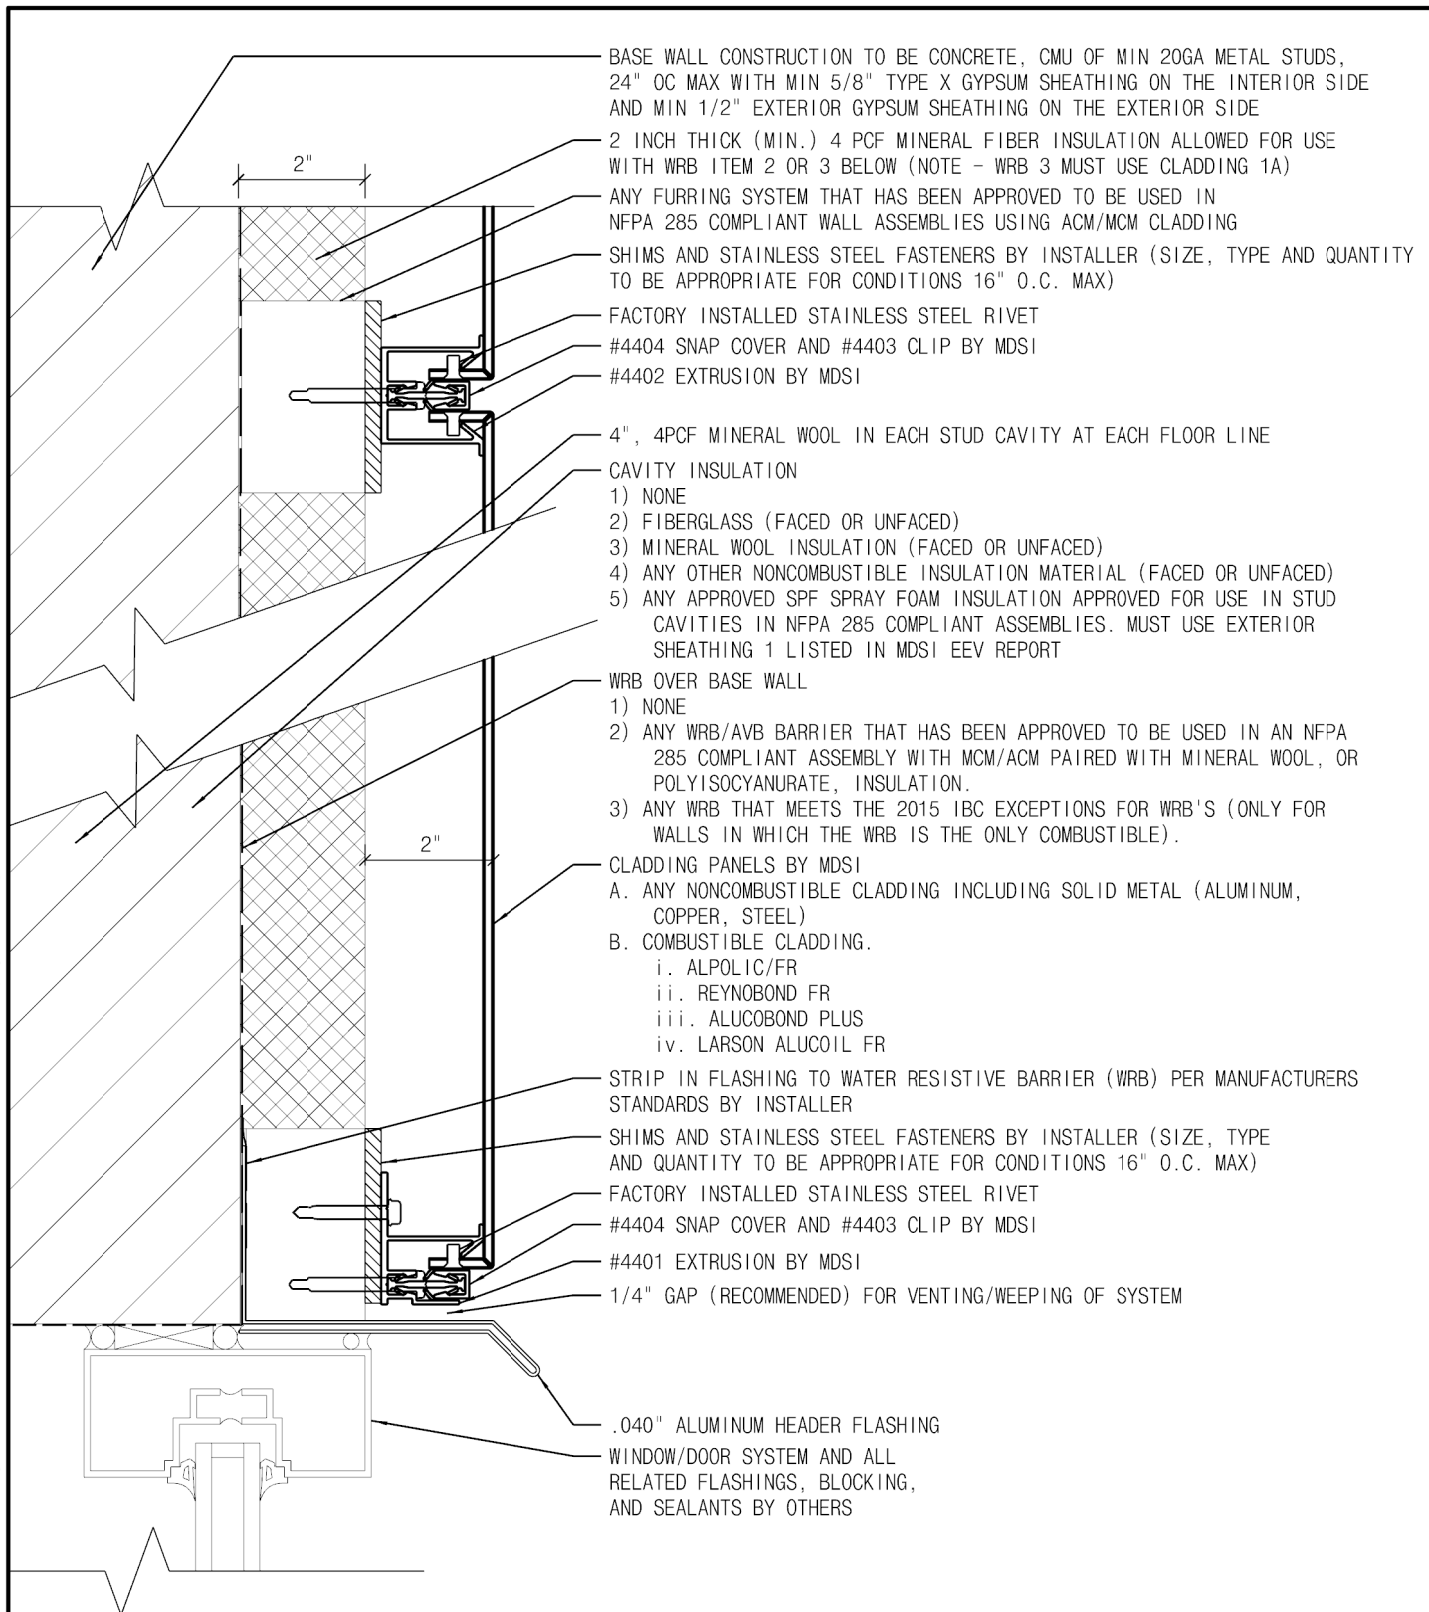 BASE WALL CONSTRUCTION TO BE CONCRETE, CMU OF MIN 20GA METAL STUDS,
24" OC MAX WITH MIN 5/8" TYPE X GYPSUM SHEATHING ON THE INTERIOR SIDE
AND MIN 1/2" EXTERIOR GYPSUM SHEATHING ON THE EXTERIOR SIDE
2 INCH THICK (MIN.) 4 PCF MINERAL FIBER INSULATION ALLOWED FOR USE
WITH WRB ITEM 2 OR 3 BELOW (NOTE - WRB 3 MUST USE CLADDING 1A)
2"
ANY FURRING SYSTEM THAT HAS BEEN APPROVED TO BE USED IN
NFPA 285 COMPLIANT WALL ASSEMBLIES USING ACM/MCM CLADDING
SHIMS AND STAINLESS STEEL FASTENERS BY INSTALLER (SIZE, TYPE AND QUANTITY
TO BE APPROPRIATE FOR CONDITIONS 16" O.C. MAX)
FACTORY INSTALLED STAINLESS STEEL RIVET
#4404 SNAP COVER AND #4403 CLIP BY MDSI
#4402 EXTRUSION BY MDSI
4", 4PCF MINERAL WOOL IN EACH STUD CAVITY AT EACH FLOOR LINE
CAVITY INSULATION
1) NONE
2) FIBERGLASS (FACED OR UNFACED)
3) MINERAL WOOL INSULATION (FACED OR UNFACED)
4) ANY OTHER NONCOMBUSTIBLE INSULATION MATERIAL (FACED OR UNFACED)
5) ANY APPROVED SPF SPRAY FOAM INSULATION APPROVED FOR USE IN STUD
CAVITIES IN NFPA 285 COMPLIANT ASSEMBLIES. MUST USE EXTERIOR
SHEATHING 1 LISTED IN MDSI EEV REPORT
WRB OVER BASE WALL
1) NONE
2) ANY WRB/AVB BARRIER THAT HAS BEEN APPROVED TO BE USED IN AN NFPA
285 COMPLIANT ASSEMBLY WITH MCM/ACM PAIRED WITH MINERAL WOOL, OR
POLYISOCYANURATE, INSULATION.
3) ANY WRB THAT MEETS THE 2015 IBC EXCEPTIONS FOR WRB'S (ONLY FOR
WALLS IN WHICH THE WRB IS THE ONLY COMBUSTIBLE).
2"
CLADDING PANELS BY MDSI
A. ANY NONCOMBUSTIBLE CLADDING INCLUDING SOLID METAL (ALUMINUM,
COPPER, STEEL)
B. COMBUSTIBLE CLADDING.
i. ALPOLIC/FR
ii. REYNOBOND FR
iii. ALUCOBOND PLUS
iv. LARSON ALUCOIL FR
STRIP IN FLASHING TO WATER RESISTIVE BARRIER (WRB) PER MANUFACTURERS
STANDARDS BY INSTALLER
SHIMS AND STAINLESS STEEL FASTENERS BY INSTALLER (SIZE, TYPE
AND QUANTITY TO BE APPROPRIATE FOR CONDITIONS 16" O.C. MAX)
FACTORY INSTALLED STAINLESS STEEL RIVET
#4404 SNAP COVER AND #4403 CLIP BY MDSI
#4401 EXTRUSION BY MDSI
1/4" GAP (RECOMMENDED) FOR VENTING/WEEPING OF SYSTEM
.040" ALUMINUM HEADER FLASHING
WINDOW/DOOR SYSTEM AND ALL
RELATED FLASHINGS, BLOCKING,
AND SEALANTS BY OTHERS